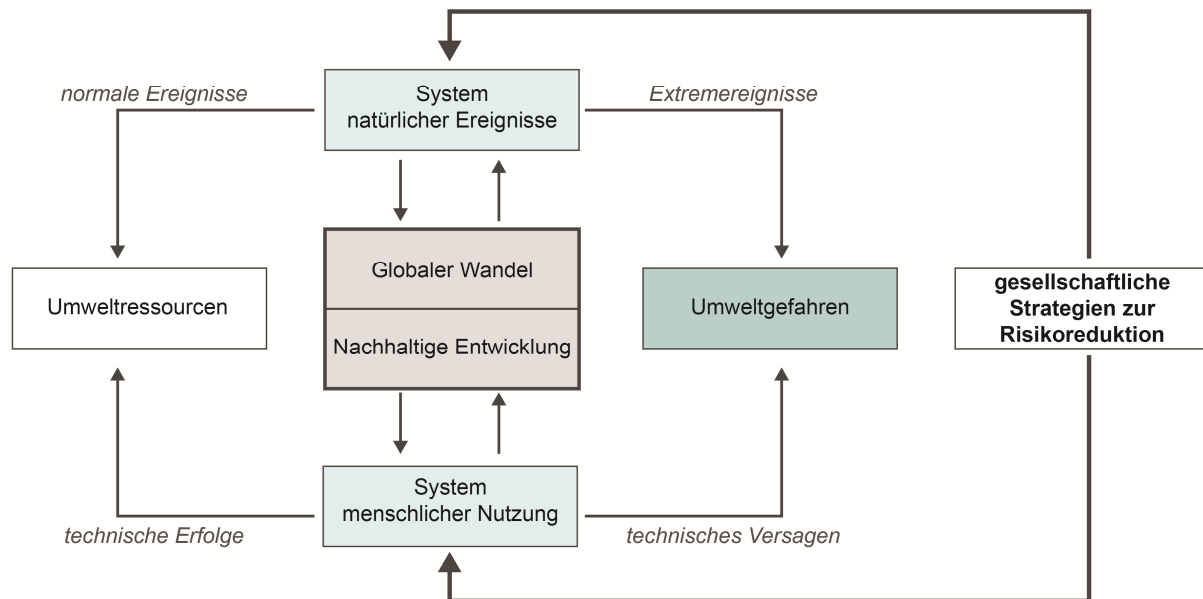 System
natürlicher Ereignisse
normale Ereignisse
Extremereignisse
Globaler Wandel
Nachhaltige Entwicklung
Umweltressourcen
Umweltgefahren
gesellschaftliche
Strategien zur
Risikoreduktion
System
menschlicher Nutzung
technische Erfolge
technisches Versagen